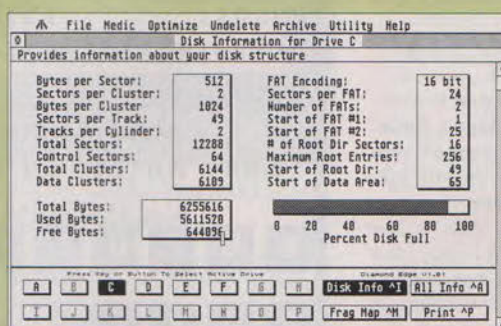 File Medic Optimize Undelete Archive Utility Help
Disk Information for Drive C
Provides information about your disk structure
Bytes per Sector: 512
Sectors per Cluster: 2
Bytes per Cluster 1024
Sectors per Track: 49
Tracks per Cylinder: 2
Total Sectors: 12288
Control Sectors: 64
Total Clusters: 6144
Data Clusters: 6109
Total Bytes: 6255616
Used Bytes: 5611520
Free Bytes: 644096
FAT Encoding: 16 bit
Sectors per FAT: 24
Number of FATs: 2
Start of FAT #1: 1
Start of FAT #2: 25
# of Root Dir Sectors: 16
Maximum Root Entries: 256
Start of Root Dir: 49
Start of Data Area: 65
0 20 40 60 80 100
Percent Disk Full
Press Key or Button To Select Active Drive
Diamond Edge v1.01
A B C D E F G H
Disk Info ^I All Info ^A
I J K L M N O P
Frag Map ^M Print ^P